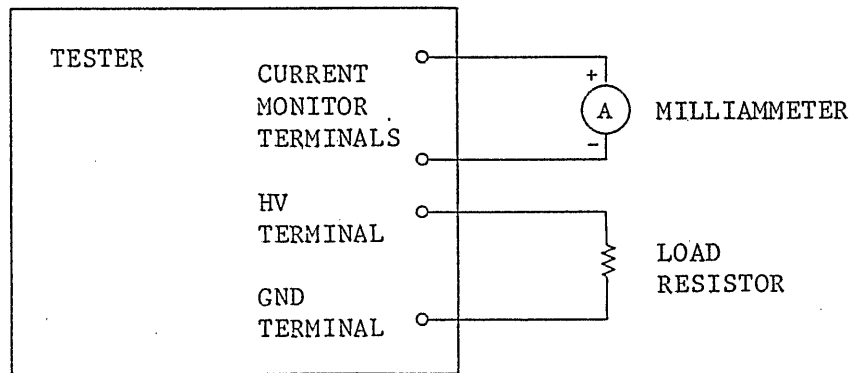 TESTER
CURRENT
MONITOR
TERMINALS
+
A
-
MILLIAMMETER
HV
TERMINAL
LOAD
RESISTOR
GND
TERMINAL